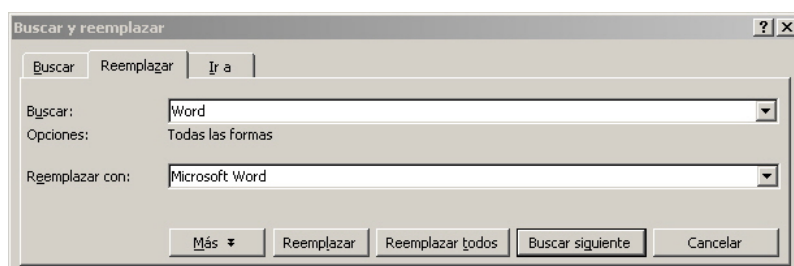 Buscar y reemplazar
Buscar Reemplazar Ir a
Buscar: Word
Opciones: Todas las formas
Reemplazar con: Microsoft Word
Más Reemplazar Reemplazar todos Buscar siguiente Cancelar